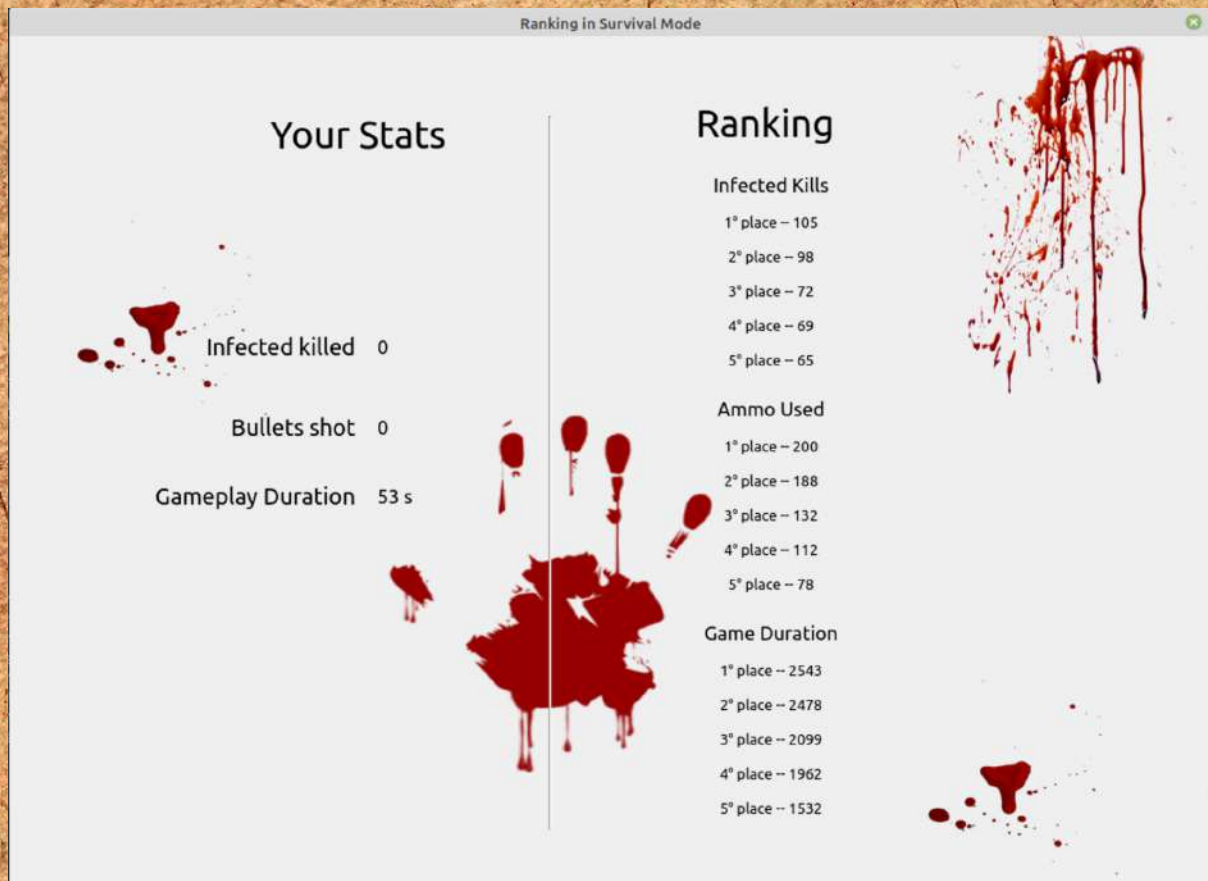 Ranking in Survival Mode
Your Stats
Infected killed 0
Bullets shot 0
Gameplay Duration 53 s
Ranking
Infected Kills
1° place -- 105
2° place -- 98
3° place -- 72
4° place -- 69
5° place -- 65
Ammo Used
1° place -- 200
2° place -- 188
3° place -- 132
4° place -- 112
5° place -- 78
Game Duration
1° place -- 2543
2° place -- 2478
3° place -- 2099
4° place -- 1962
5° place -- 1532